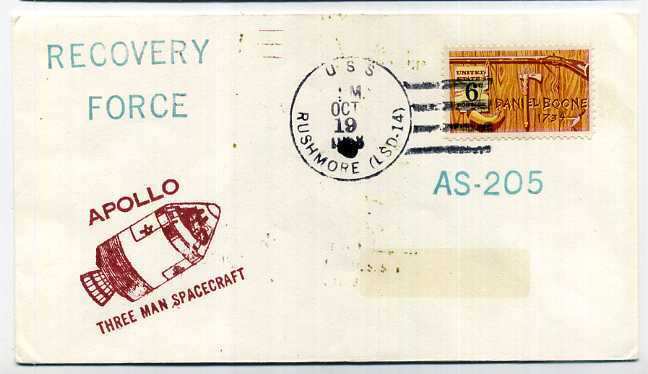 RECOVERY
FORCE
USS
RUSHMORE (LSD-14)
OCT
19
UNITED
STATES
6¢
DANIEL BOONE
1734
AS-205
APOLLO
THREE MAN SPACECRAFT